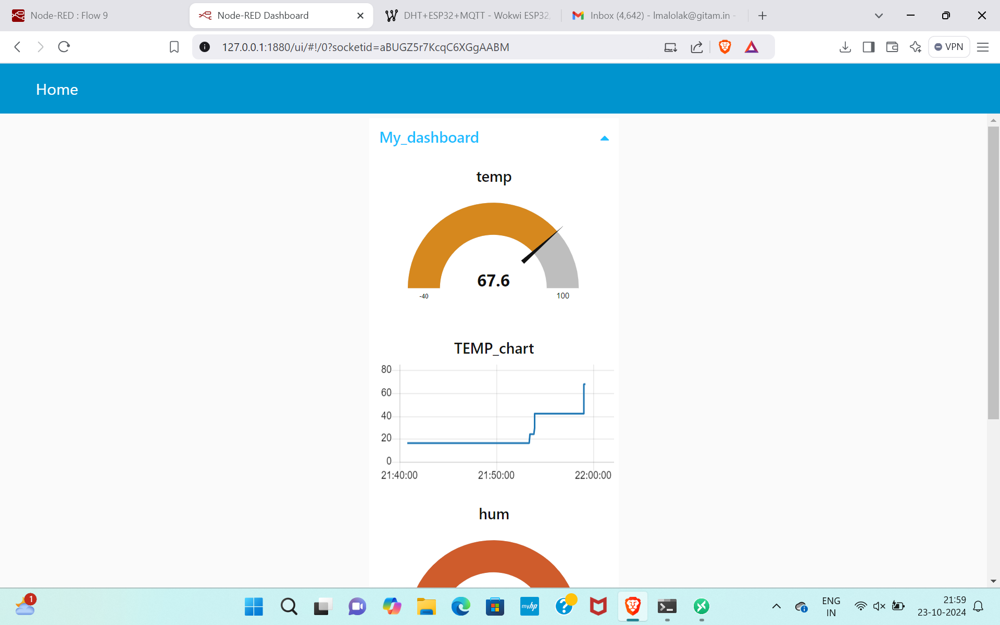 Node-RED : Flow 9
Node-RED Dashboard
DHT+ESP32+MQTT - Wokwi ESP32,
Inbox (4,642) - lmalolak@gitam.in -
127.0.0.1:1880/ui/#!/0?socketid=aBUGZ5r7KcqC6XGgAABM
VPN
Home
My_dashboard
temp
67.6
-40
100
TEMP_chart
80
60
40
20
0
21:40:00
21:50:00
22:00:00
hum
1
myhp
ENG
IN
21:59
23-10-2024